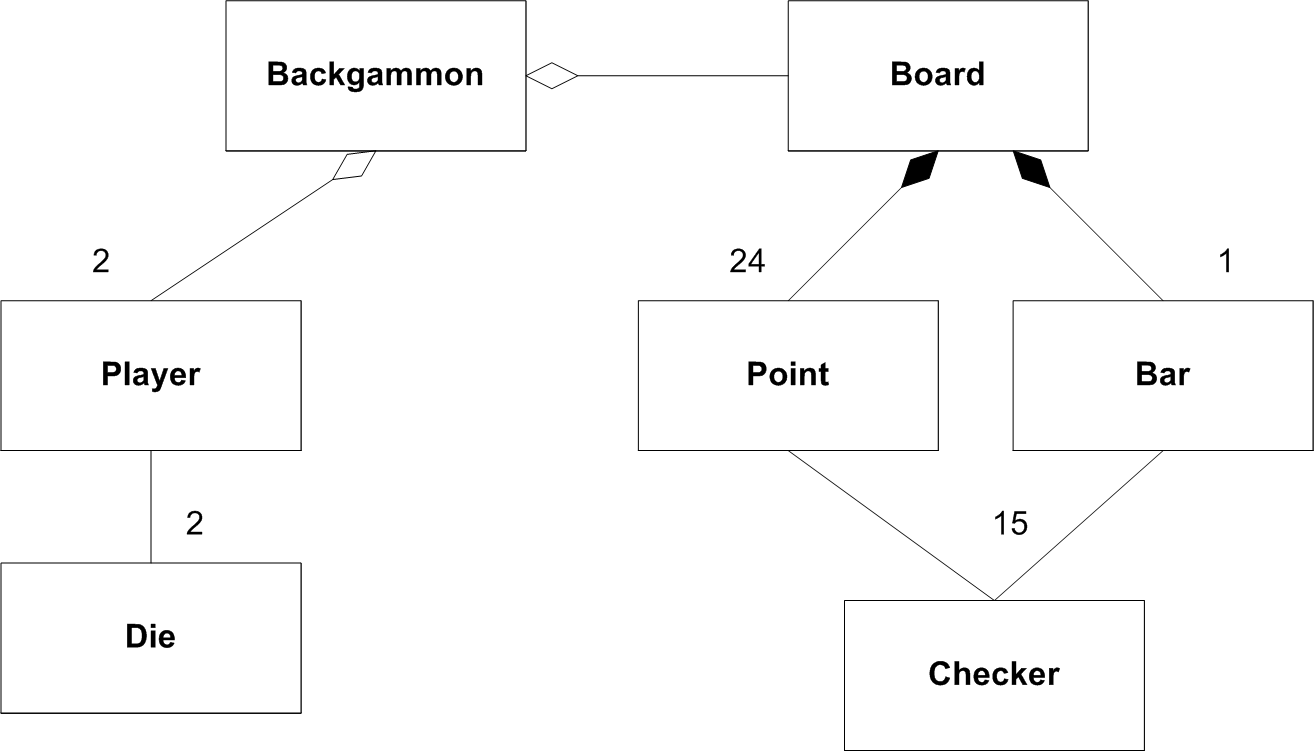 Backgammon
Board
2
24
1
Player
Point
Bar
2
15
Die
Checker